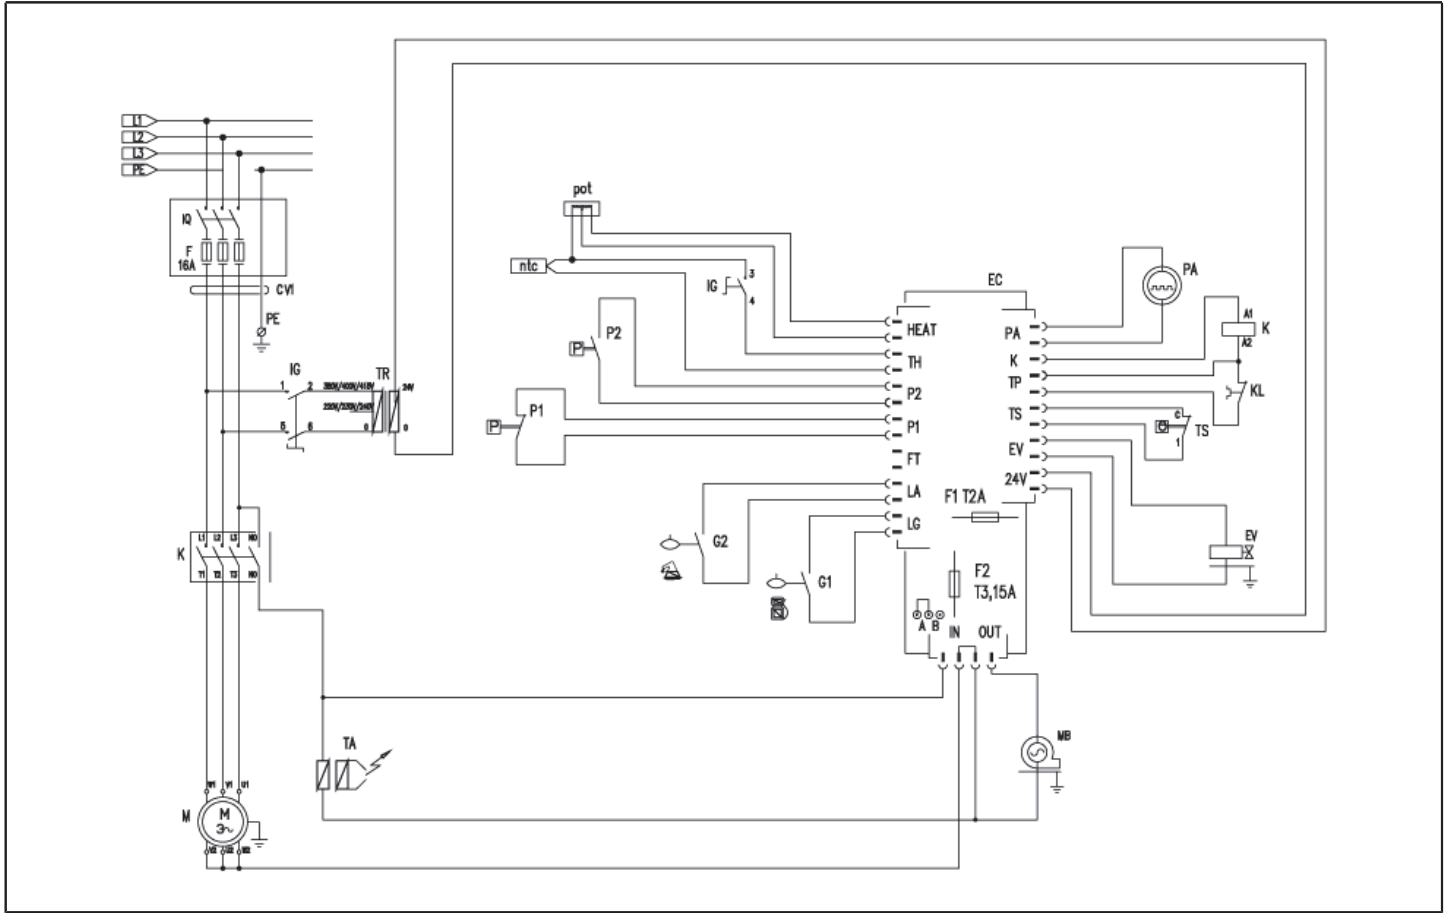 L1
L2
L3
PE
IQ
F
16A
CVI
PE
IG
1 2
5 6
380V/400V/415V
220V/230V/240V
0
TR
24V
0
pot
ntc
IG
3
4
P
P2
P
P1
G2
G1
EC
HEAT
TH
P2
P1
FT
LA
LG
PA
K
TP
TS
EV
24V
F1 T2A
F2
T3,15A
A B
IN OUT
PA
A1
K
A2
KL
C
TS
1
EV
K
L1 L2 L3 NO
T1 T2 T3 NO
TA
MB
V1 U1
M
M
3~